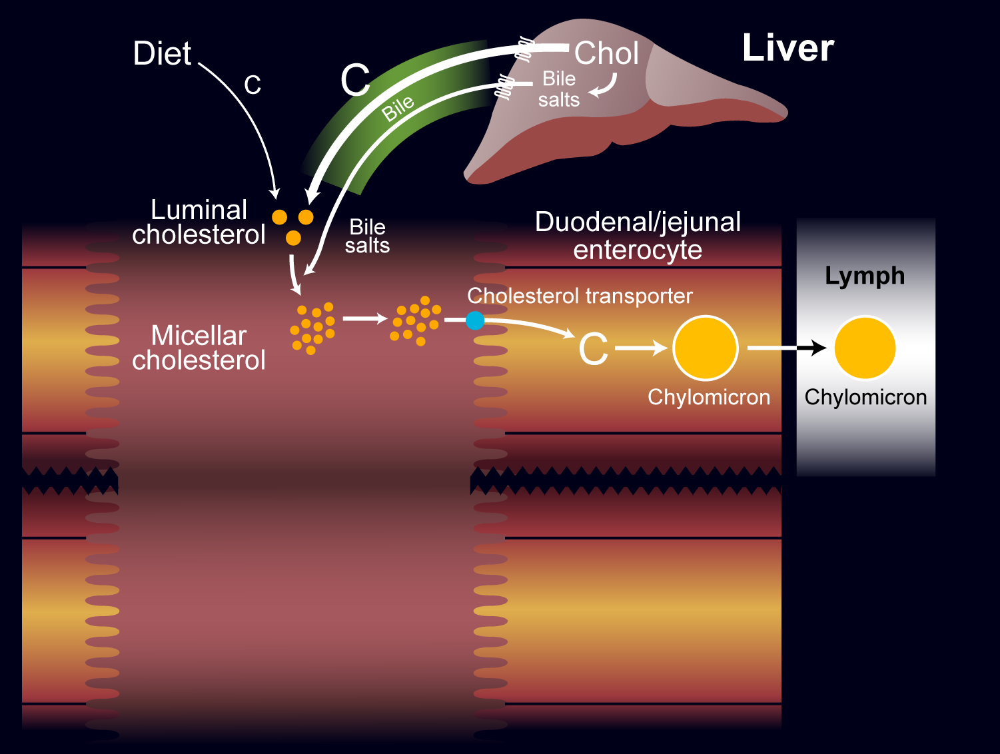 Liver
Diet
C
C
Chol
Bile
salts
Bile
Luminal
cholesterol
Bile
salts
Duodenal/jejunal
enterocyte
Lymph
Cholesterol transporter
Micellar
cholesterol
C
Chylomicron
Chylomicron